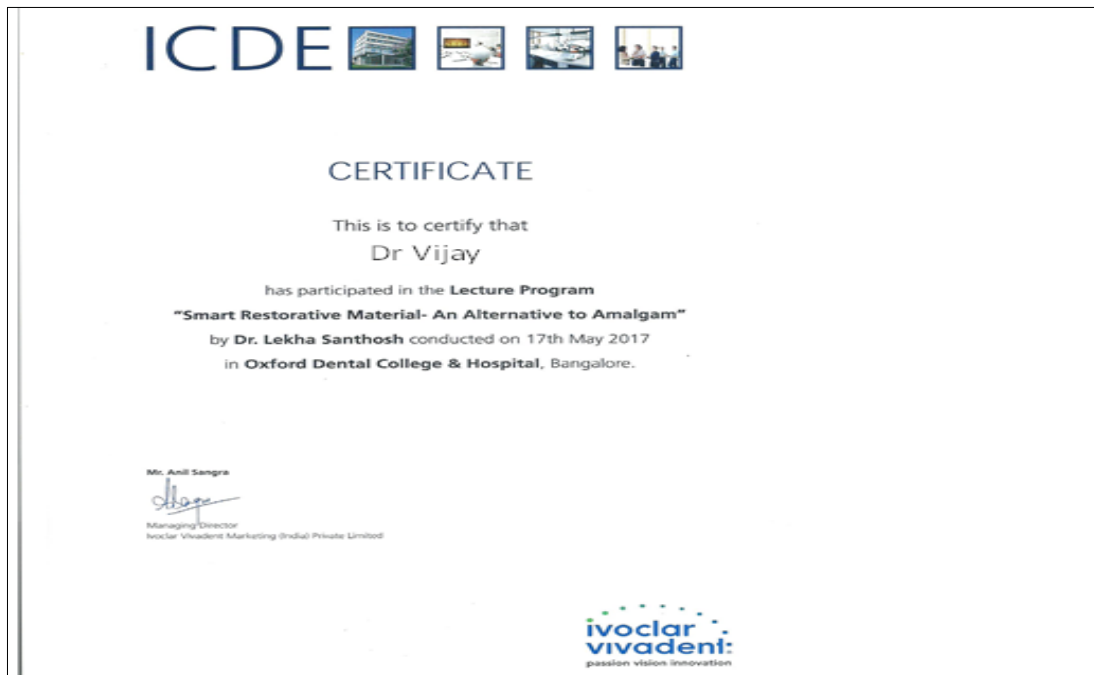 ICDE
CERTIFICATE
This is to certify that
Dr Vijay
has participated in the Lecture Program
"Smart Restorative Material- An Alternative to Amalgam"
by Dr. Lekha Santhosh conducted on 17th May 2017
in Oxford Dental College & Hospital, Bangalore.
Mr. Anil Sangra
Managing Director
Ivoclar Vivadent Marketing (India) Private Limited
ivoclar
vivadent:
passion vision innovation